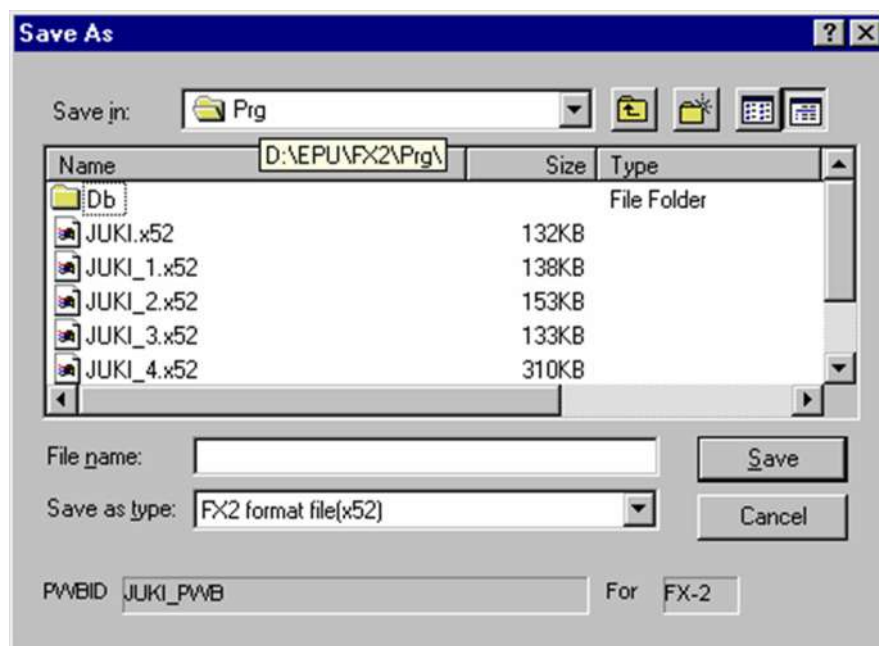 Save As
Save in: Prg
D:\EPU\FX2\Prg\
Name Size Type
Db File Folder
JUKI.x52 132KB
JUKI_1.x52 138KB
JUKI_2.x52 153KB
JUKI_3.x52 133KB
JUKI_4.x52 310KB
File name: Save
Save as type: FX2 format file(x52) Cancel
PWBID JUKI_PWB For FX-2